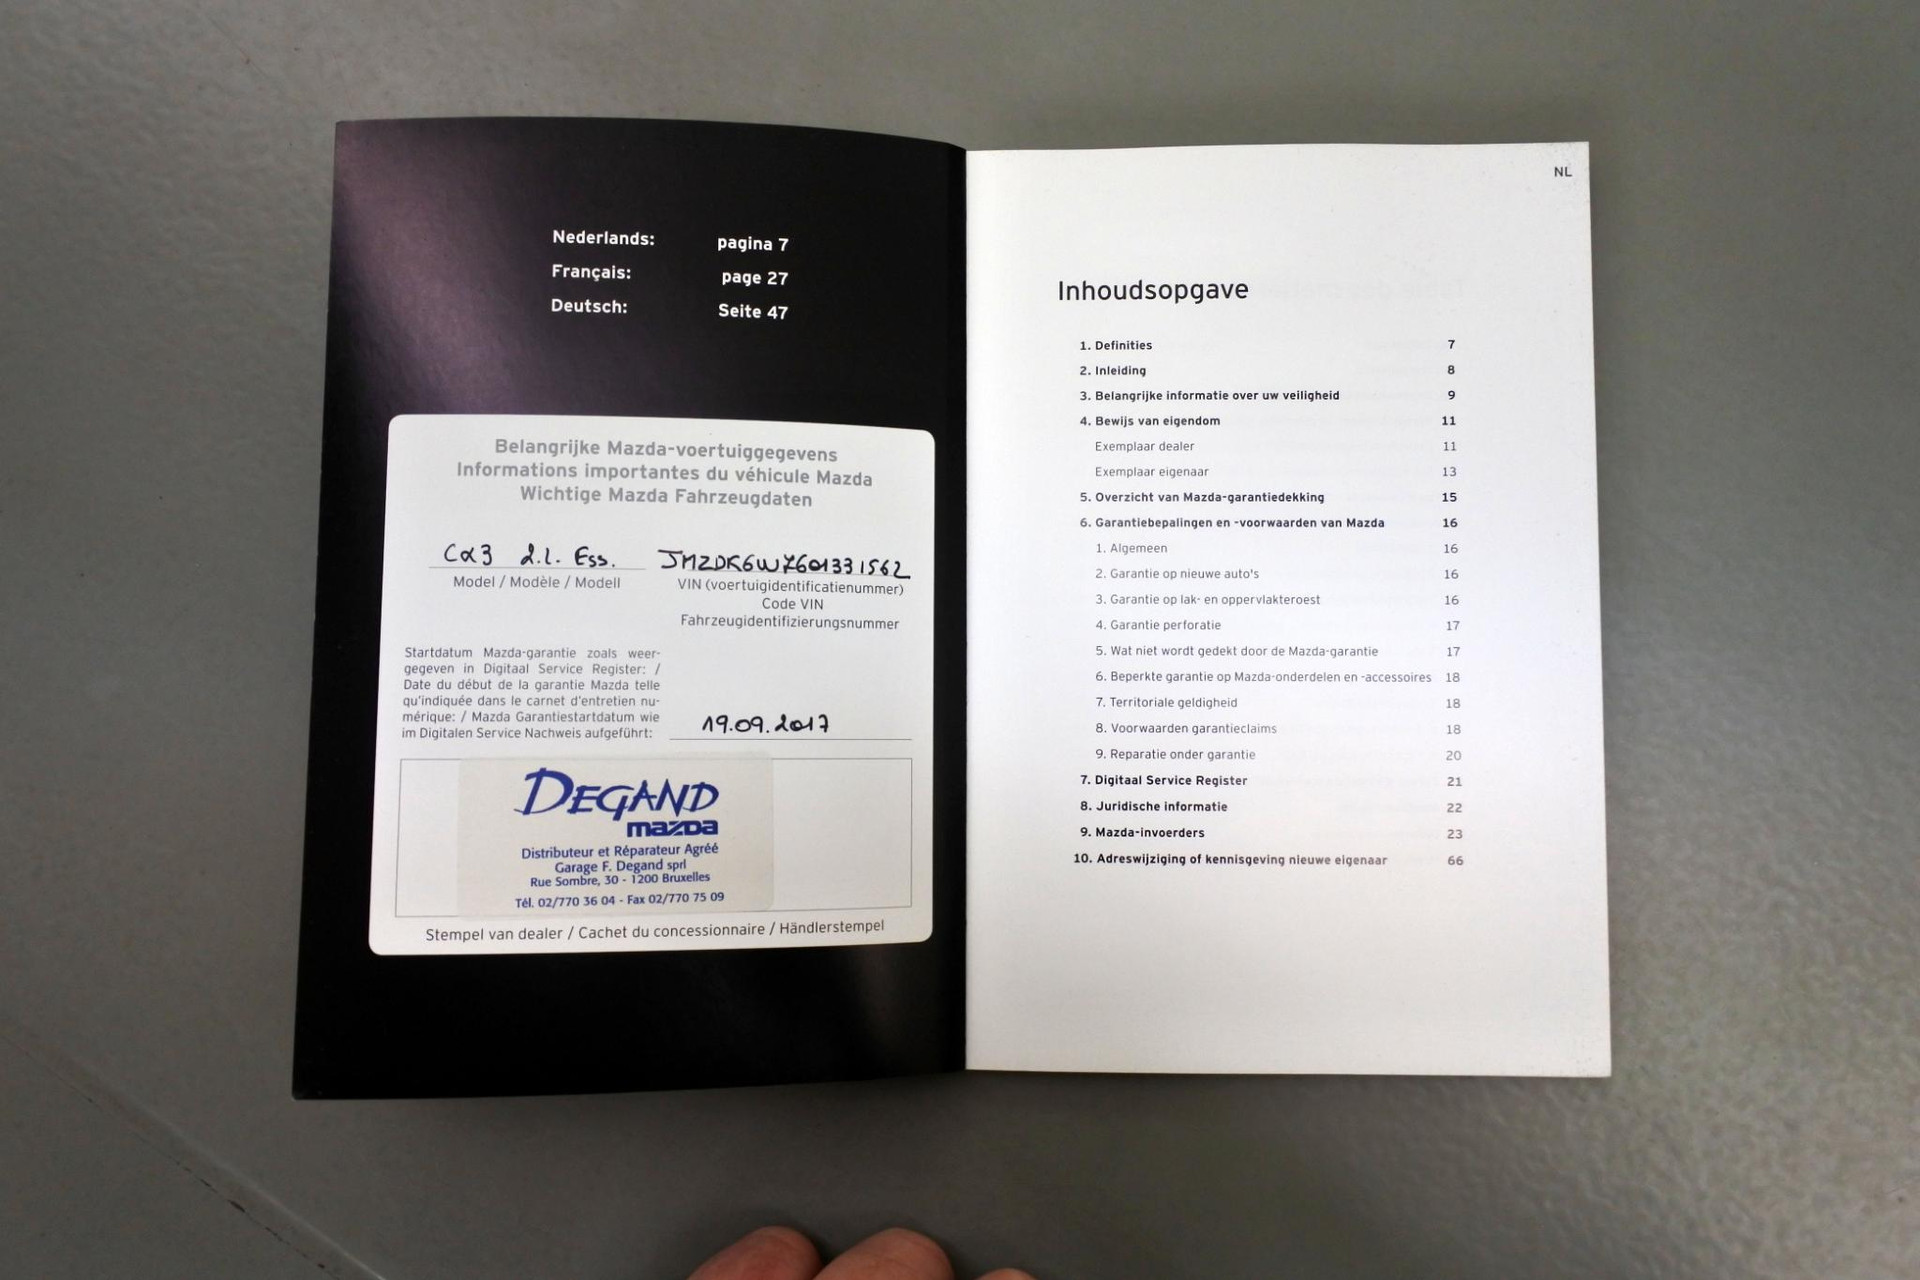 Nederlands: pagina 7
Français: page 27
Deutsch: Seite 47
Belangrijke Mazda-voertuiggegevens
Informations importantes du véhicule Mazda
Wichtige Mazda Fahrzeugdaten
Cx3 2.l. Ess. JMZDK6W7601331562
Model / Modèle / Modell
VIN (voertuigidentificatienummer)
Code VIN
Fahrzeugidentifizierungsnummer
Startdatum Mazda-garantie zoals weer-
gegeven in Digitaal Service Register: /
Date du début de la garantie Mazda telle
qu'indiquée dans le carnet d'entretien nu-
mérique: / Mazda Garantiestartdatum wie
im Digitalen Service Nachweis aufgeführt:
19.09.2017
DEGAND
mazda
Distributeur et Réparateur Agréé
Garage F. Degand sprl
Rue Sombre, 30 - 1200 Bruxelles
Tél. 02/770 36 04 - Fax 02/770 75 09
Stempel van dealer / Cachet du concessionnaire / Händlerstempel
NL
Inhoudsopgave
1. Definities 7
2. Inleiding 8
3. Belangrijke informatie over uw veiligheid 9
4. Bewijs van eigendom 11
Exemplaar dealer 11
Exemplaar eigenaar 13
5. Overzicht van Mazda-garantiedekking 15
6. Garantiebepalingen en -voorwaarden van Mazda 16
1. Algemeen 16
2. Garantie op nieuwe auto's 16
3. Garantie op lak- en oppervlakteroest 16
4. Garantie perforatie 17
5. Wat niet wordt gedekt door de Mazda-garantie 17
6. Beperkte garantie op Mazda-onderdelen en -accessoires 18
7. Territoriale geldigheid 18
8. Voorwaarden garantieclaims 18
9. Reparatie onder garantie 20
7. Digitaal Service Register 21
8. Juridische informatie 22
9. Mazda-invoerders 23
10. Adreswijziging of kennisgeving nieuwe eigenaar 66